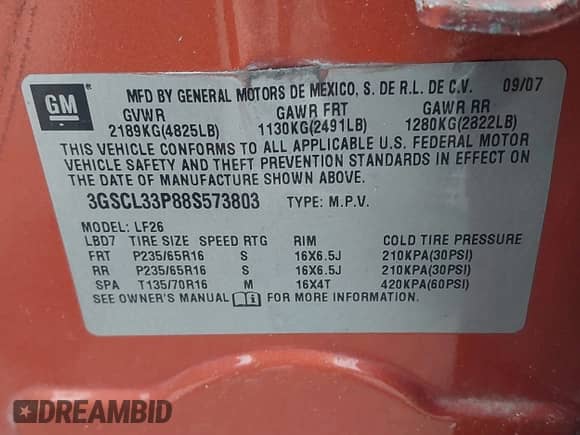 GM
MFD BY GENERAL MOTORS DE MEXICO, S. DE R.L. DE C.V. 09/07
GVWR GAWR FRT GAWR RR
2189KG(4825LB) 1130KG(2491LB) 1280KG(2822LB)
THIS VEHICLE CONFORMS TO ALL APPLICABLE U.S. FEDERAL MOTOR
VEHICLE SAFETY AND THEFT PREVENTION STANDARDS IN EFFECT ON
THE DATE OF MANUFACTURE SHOWN ABOVE.
3GSCL33P88S573803 TYPE: M.P.V.
MODEL: LF26
LBD7 TIRE SIZE SPEED RTG RIM COLD TIRE PRESSURE
FRT P235/65R16 S 16X6.5J 210KPA(30PSI)
RR P235/65R16 S 16X6.5J 210KPA(30PSI)
SPA T135/70R16 M 16X4T 420KPA(60PSI)
SEE OWNER'S MANUAL FOR MORE INFORMATION.
DREAMBID